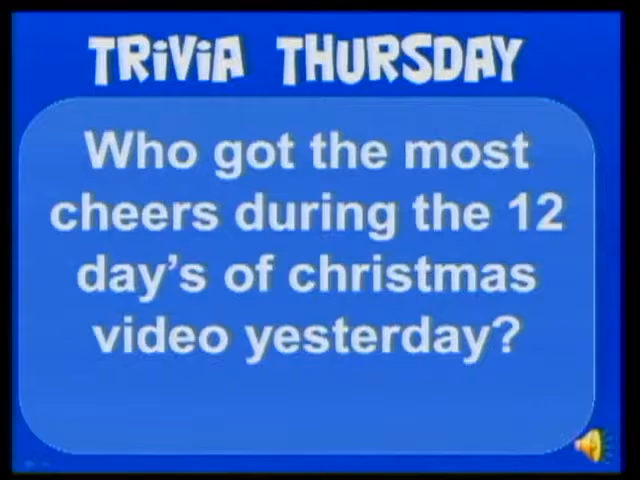 TRiViA THURSDAY
Who got the most
cheers during the 12
day's of christmas
video yesterday?